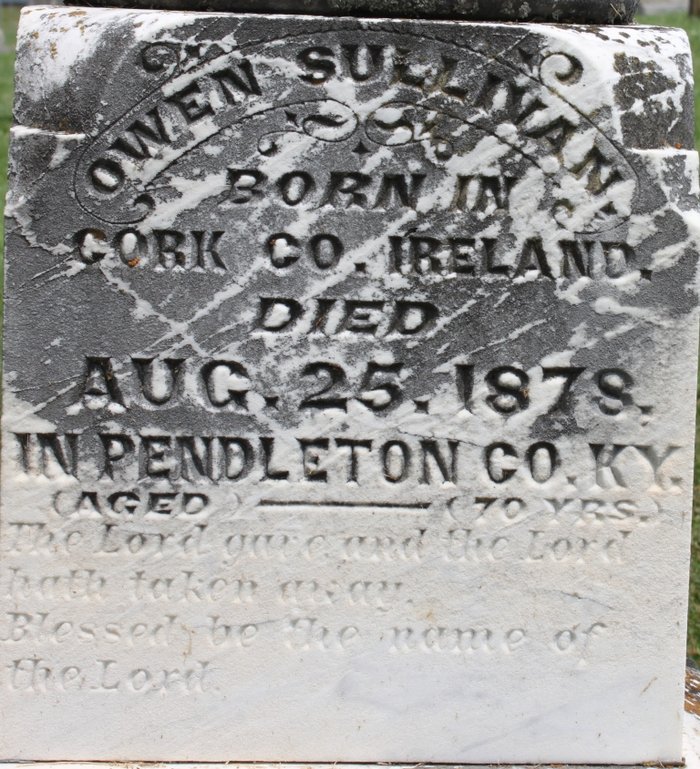 OWEN SULLIVAN
BORN IN
CORK CO. IRELAND.
DIED
AUG. 25. 1878.
IN PENDLETON CO. KY.
(AGED) —— (70 YRS.)
The Lord gave and the Lord
hath taken away.
Blessed be the name of
the Lord.